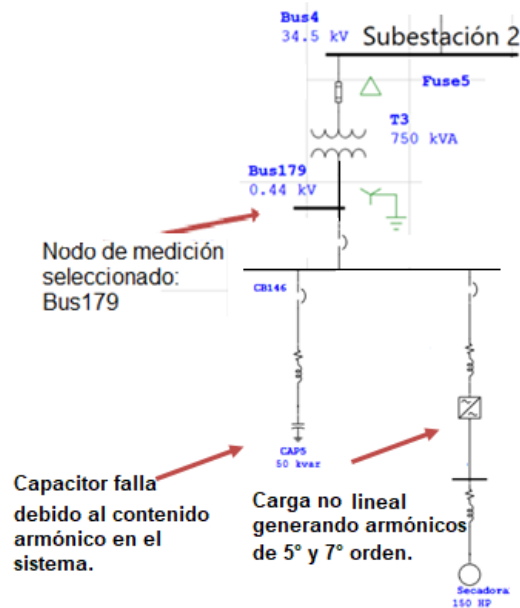 Bus4
34.5 kV
Subestación 2
Fuse5
T3
750 kVA
Bus179
0.44 kV
Nodo de medición
seleccionado:
Bus179
CB146
CAP5
50 kvar
Capacitor falla
debido al contenido
armónico en el
sistema.
Carga no lineal
generando armónicos
de 5° y 7° orden.
Secadora
150 HP